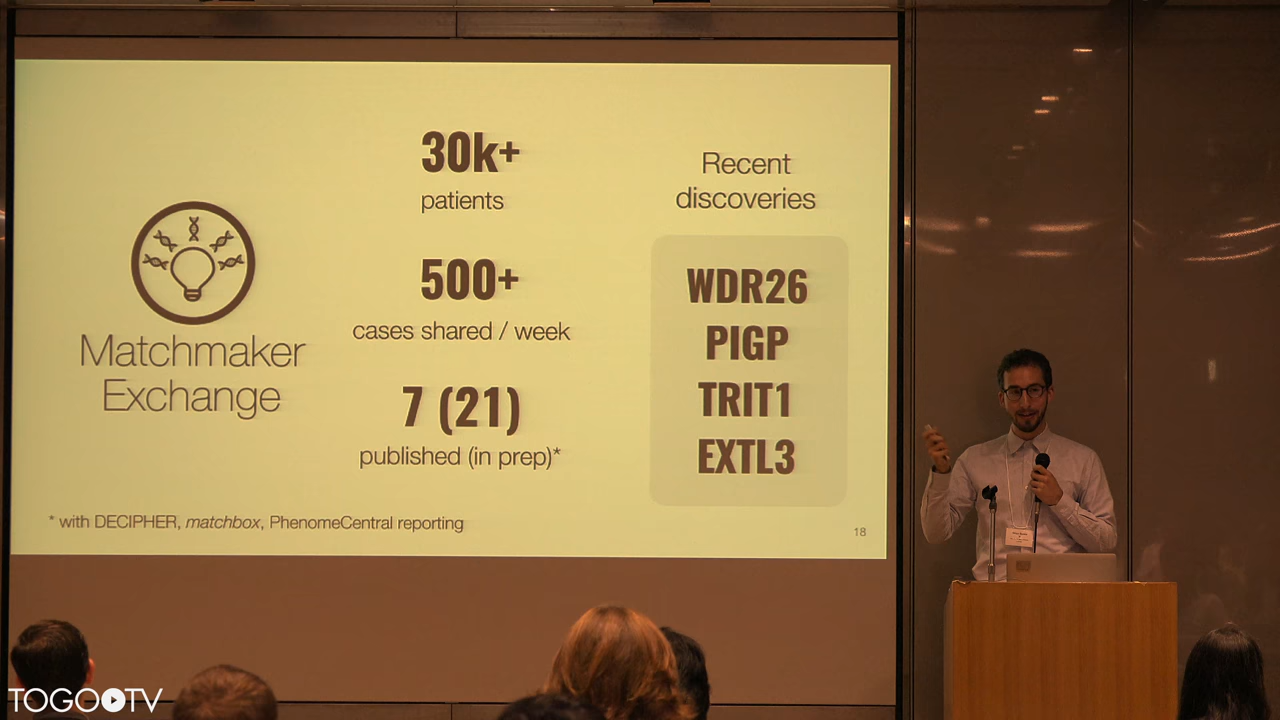 Matchmaker
Exchange
30k+
patients
500+
cases shared / week
7 (21)
published (in prep)*
Recent
discoveries
WDR26
PIGP
TRIT1
EXTL3
* with DECIPHER, matchbox, PhenomeCentral reporting
18
TOGOTV